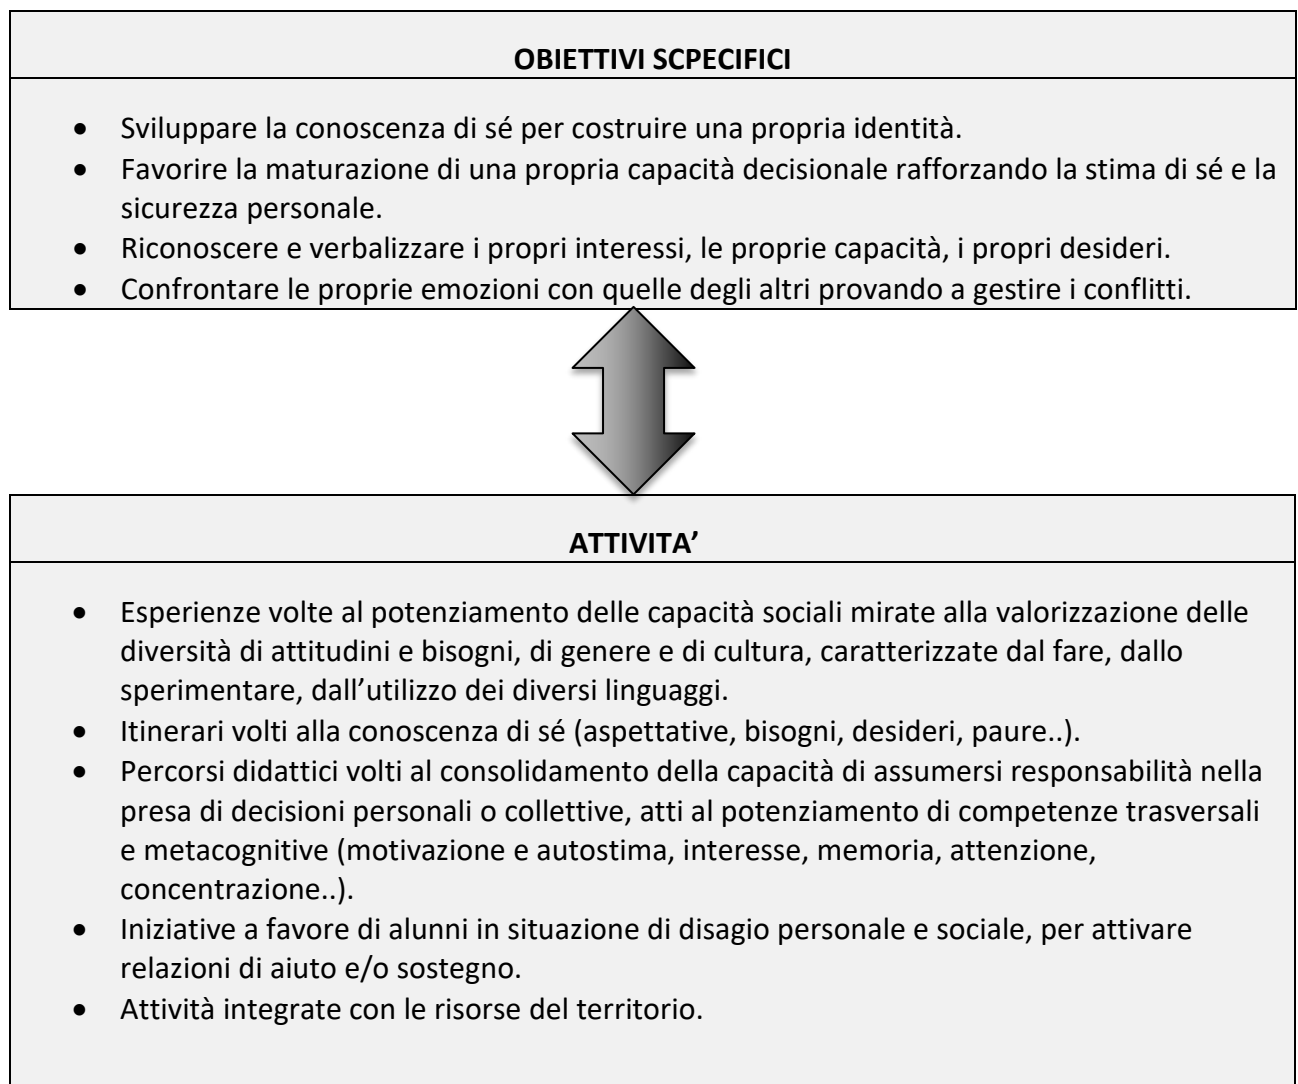 OBIETTIVI SCPECIFICI
• Sviluppare la conoscenza di sé per costruire una propria identità.
• Favorire la maturazione di una propria capacità decisionale rafforzando la stima di sé e la
sicurezza personale.
• Riconoscere e verbalizzare i propri interessi, le proprie capacità, i propri desideri.
• Confrontare le proprie emozioni con quelle degli altri provando a gestire i conflitti.
ATTIVITA’
• Esperienze volte al potenziamento delle capacità sociali mirate alla valorizzazione delle
diversità di attitudini e bisogni, di genere e di cultura, caratterizzate dal fare, dallo
sperimentare, dall’utilizzo dei diversi linguaggi.
• Itinerari volti alla conoscenza di sé (aspettative, bisogni, desideri, paure..).
• Percorsi didattici volti al consolidamento della capacità di assumersi responsabilità nella
presa di decisioni personali o collettive, atti al potenziamento di competenze trasversali
e metacognitive (motivazione e autostima, interesse, memoria, attenzione,
concentrazione..).
• Iniziative a favore di alunni in situazione di disagio personale e sociale, per attivare
relazioni di aiuto e/o sostegno.
• Attività integrate con le risorse del territorio.